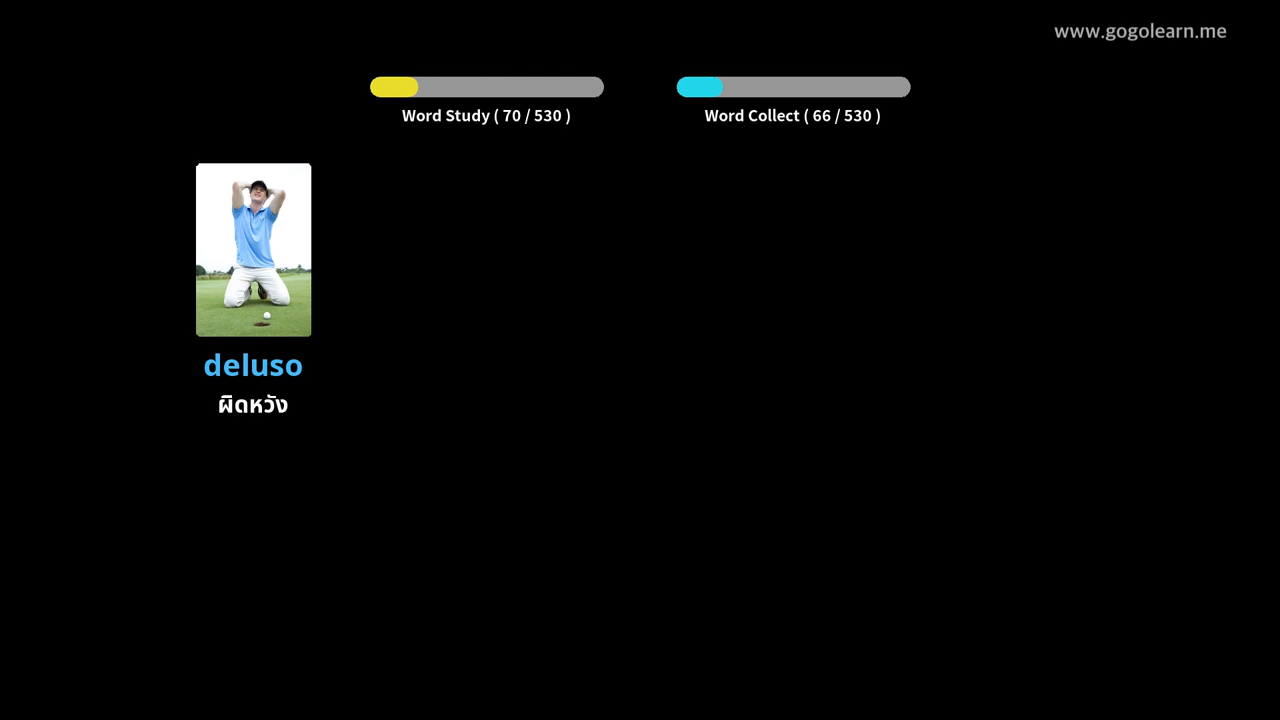 www.gogolearn.me
Word Study ( 70 / 530 )
Word Collect ( 66 / 530 )
deluso
ผิดหวัง